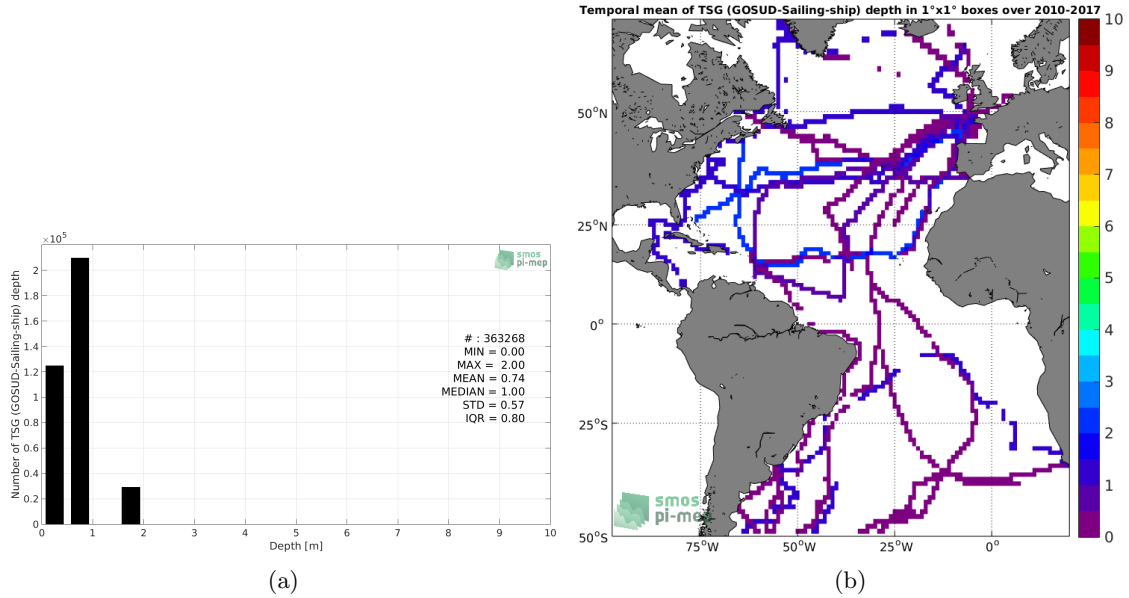 ×10⁵
2
1.8
1.6
1.4
1.2
1
0.8
0.6
0.4
0.2
0
Number of TSG (GOSUD-Sailing-ship) depth
0 1 2 3 4 5 6 7 8 9 10
Depth [m]
smos
pi-mep
# : 363268
MIN = 0.00
MAX = 2.00
MEAN = 0.74
MEDIAN = 1.00
STD = 0.57
IQR = 0.80
(a)
Temporal mean of TSG (GOSUD-Sailing-ship) depth in 1°x1° boxes over 2010-2017
50°N
25°N
0°
25°S
50°S
75°W 50°W 25°W 0°
smos
pi-mep
10
9
8
7
6
5
4
3
2
1
0
(b)